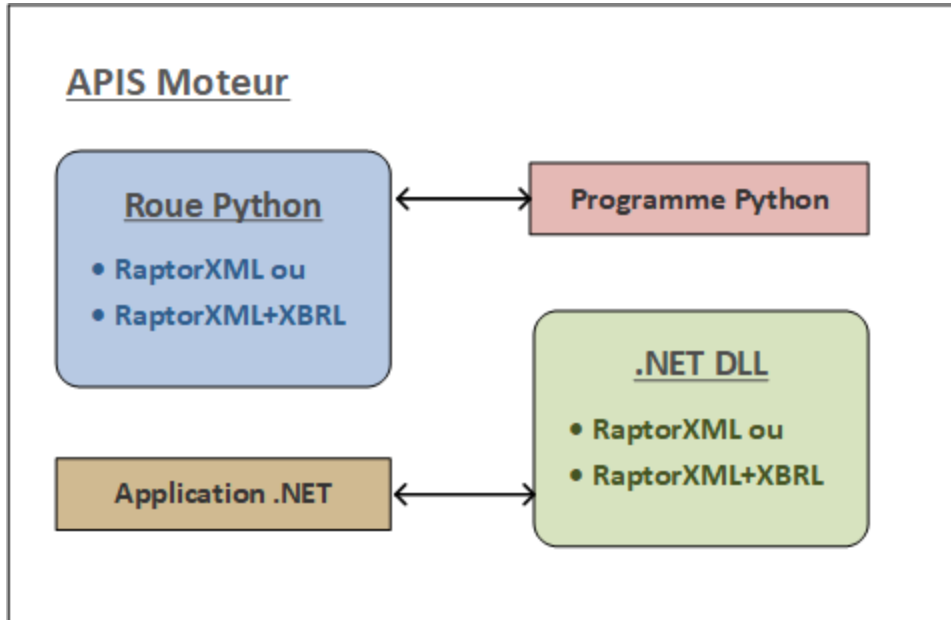 APIS Moteur
Roue Python
• RaptorXML ou
• RaptorXML+XBRL
Programme Python
.NET DLL
• RaptorXML ou
• RaptorXML+XBRL
Application .NET